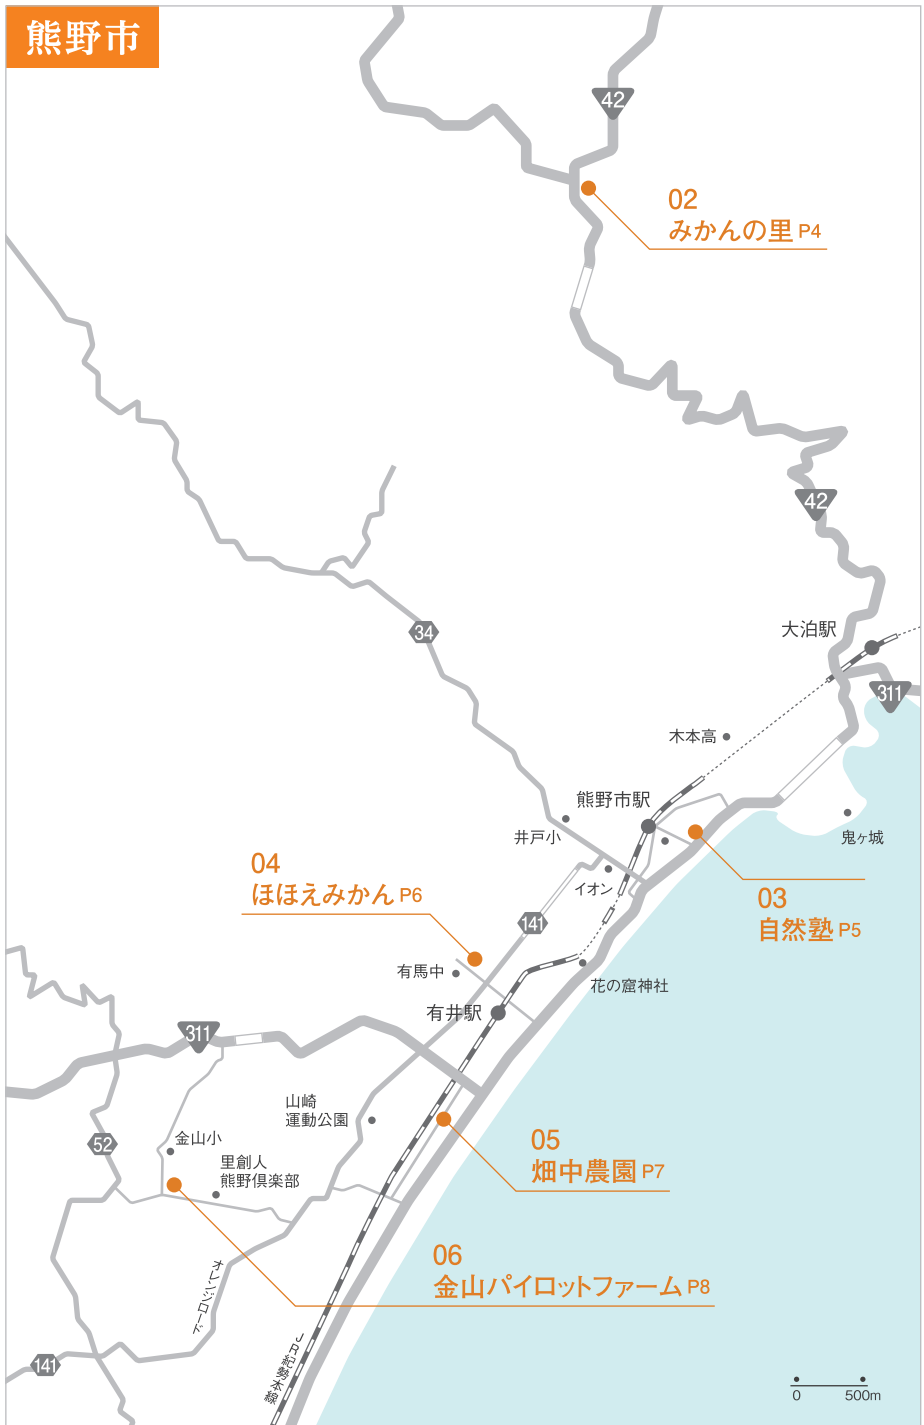 熊野市
42
02
みかんの里 P4
42
34
大泊駅
311
木本高
熊野市駅
井戸小
鬼ヶ城
04
ほほえみかん P6
イオン
03
自然塾 P5
141
有馬中
花の窟神社
有井駅
311
山崎
運動公園
52
金山小
里創人
熊野倶楽部
05
畑中農園 P7
06
金山パイロットファーム P8
オレンジロード
JR紀勢本線
141
0 500m